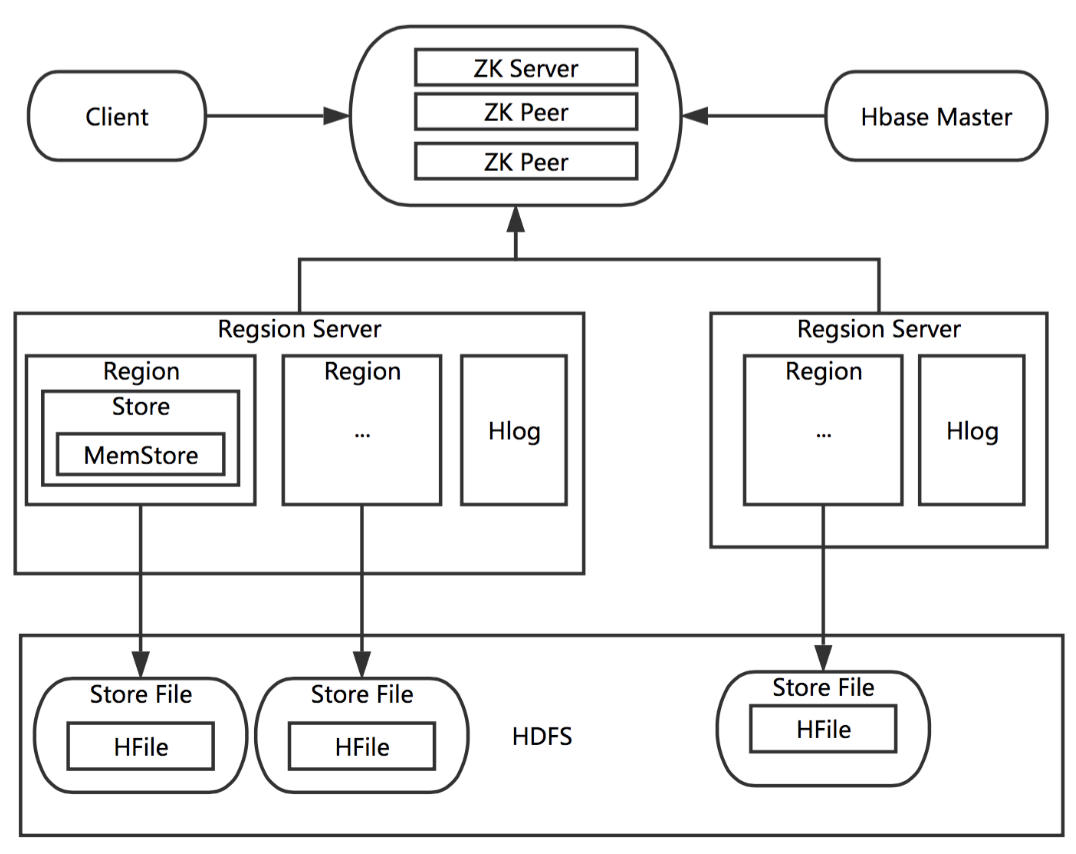 ZK Server
Client
ZK Peer
Hbase Master
ZK Peer
Regsion Server
Regsion Server
Region
Region
Region
Store
...
Hlog
...
Hlog
MemStore
Store File
Store File
Store File
HFile
HFile
HDFS
HFile